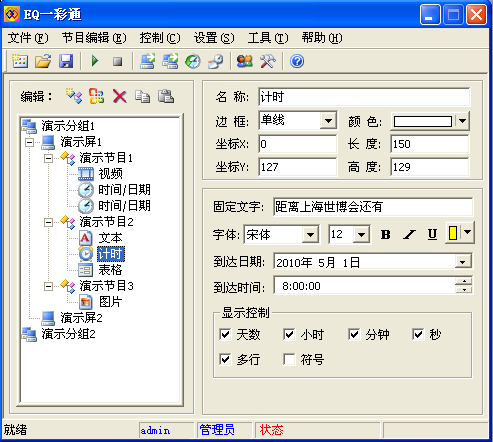 EQ一彩通
文件(F) 节目编辑(E) 控制(C) 设置(S) 工具(T) 帮助(H)
编辑：
演示分组1
演示屏1
演示节目1
视频
时间/日期
时间/日期
演示节目2
文本
计时
表格
演示节目3
图片
演示屏2
演示分组2
名 称: 计时
边 框: 单线 颜 色:
坐标X: 0 长 度: 150
坐标Y: 127 高 度: 129
固定文字: 距离上海世博会还有
字体: 宋体 12 B I U
到达日期: 2010年 5月 1日
到达时间: 8:00:00
显示控制
天数 小时 分钟 秒
多行 符号
就绪 admin 管理员 状态